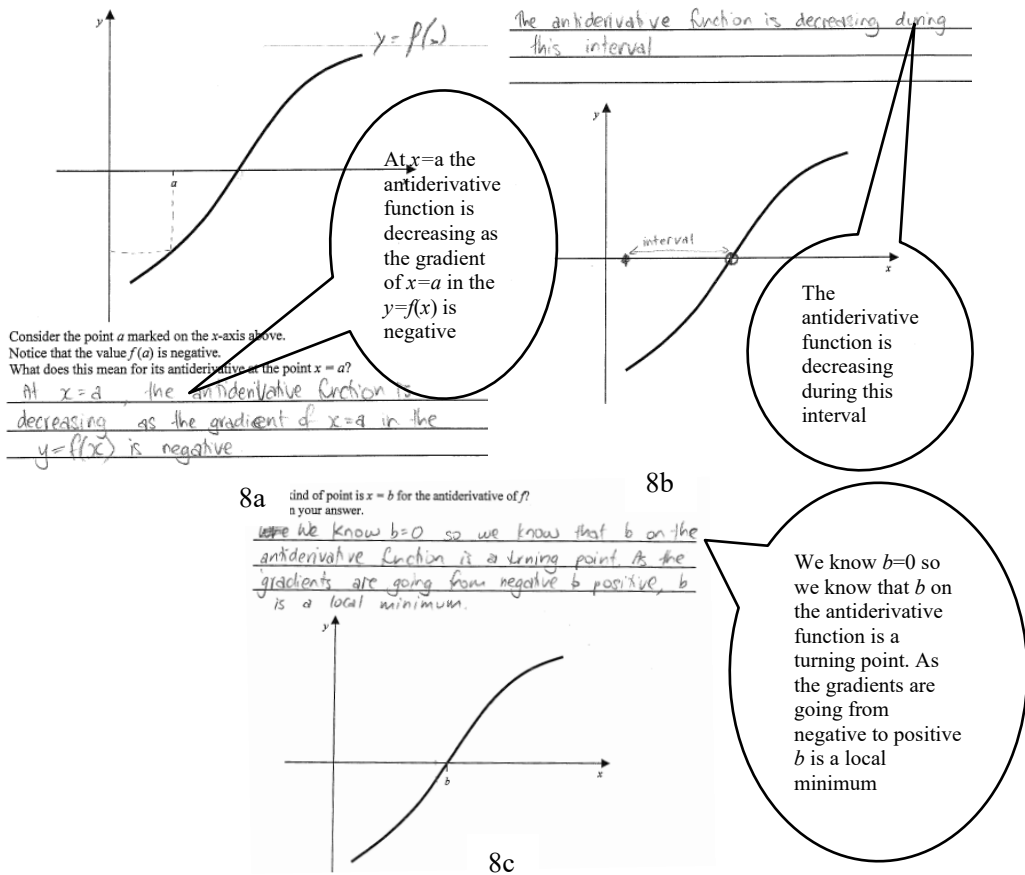 y
y = f(x)
a
x
At x=a the
antiderivative
function is
decreasing as
the gradient
of x=a in the
y=f(x) is
negative
Consider the point a marked on the x-axis above.
Notice that the value f(a) is negative.
What does this mean for its antiderivative at the point x = a?
At x=a, the antiderivative function is
decreasing as the gradient of x=a in the
y=f(x) is negative
8a
The antiderivative function is decreasing during
this interval
y
interval
x
The
antiderivative
function is
decreasing
during this
interval
8b
kind of point is x = b for the antiderivative of f?
n your answer.
We know b=0 so we know that b on the
antiderivative function is a turning point. As the
gradients are going from negative to positive, b
is a local minimum.
y
b
x
We know b=0 so
we know that b on
the antiderivative
function is a
turning point. As
the gradients are
going from
negative to positive
b is a local
minimum
8c